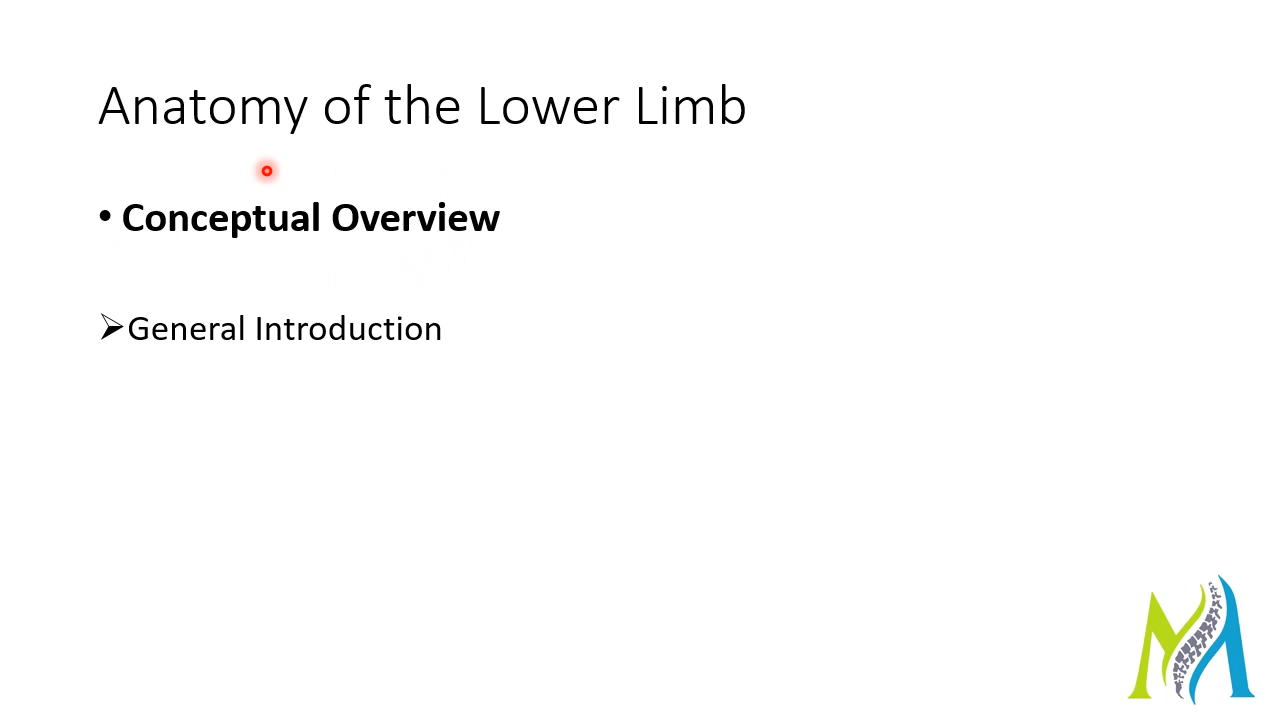 Anatomy of the Lower Limb
• Conceptual Overview
➢General Introduction